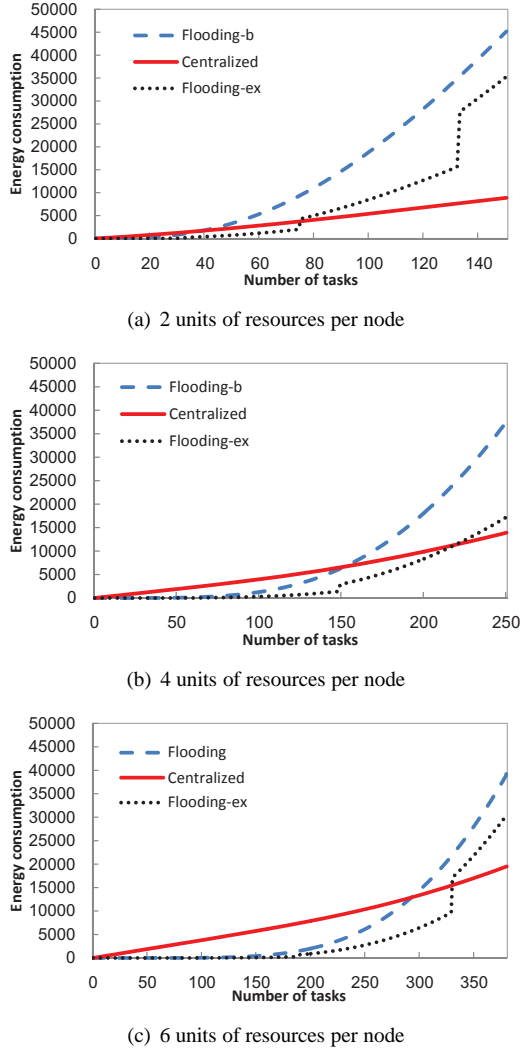 50000
45000
40000
35000
30000
25000
20000
15000
10000
5000
0
Energy consumption
Flooding-b
Centralized
Flooding-ex
0 20 40 60 80 100 120 140
Number of tasks
(a) 2 units of resources per node
50000
45000
40000
35000
30000
25000
20000
15000
10000
5000
0
Energy consumption
Flooding-b
Centralized
Flooding-ex
0 50 100 150 200 250
Number of tasks
(b) 4 units of resources per node
50000
45000
40000
35000
30000
25000
20000
15000
10000
5000
0
Energy consumption
Flooding
Centralized
Flooding-ex
0 50 100 150 200 250 300 350
Number of tasks
(c) 6 units of resources per node